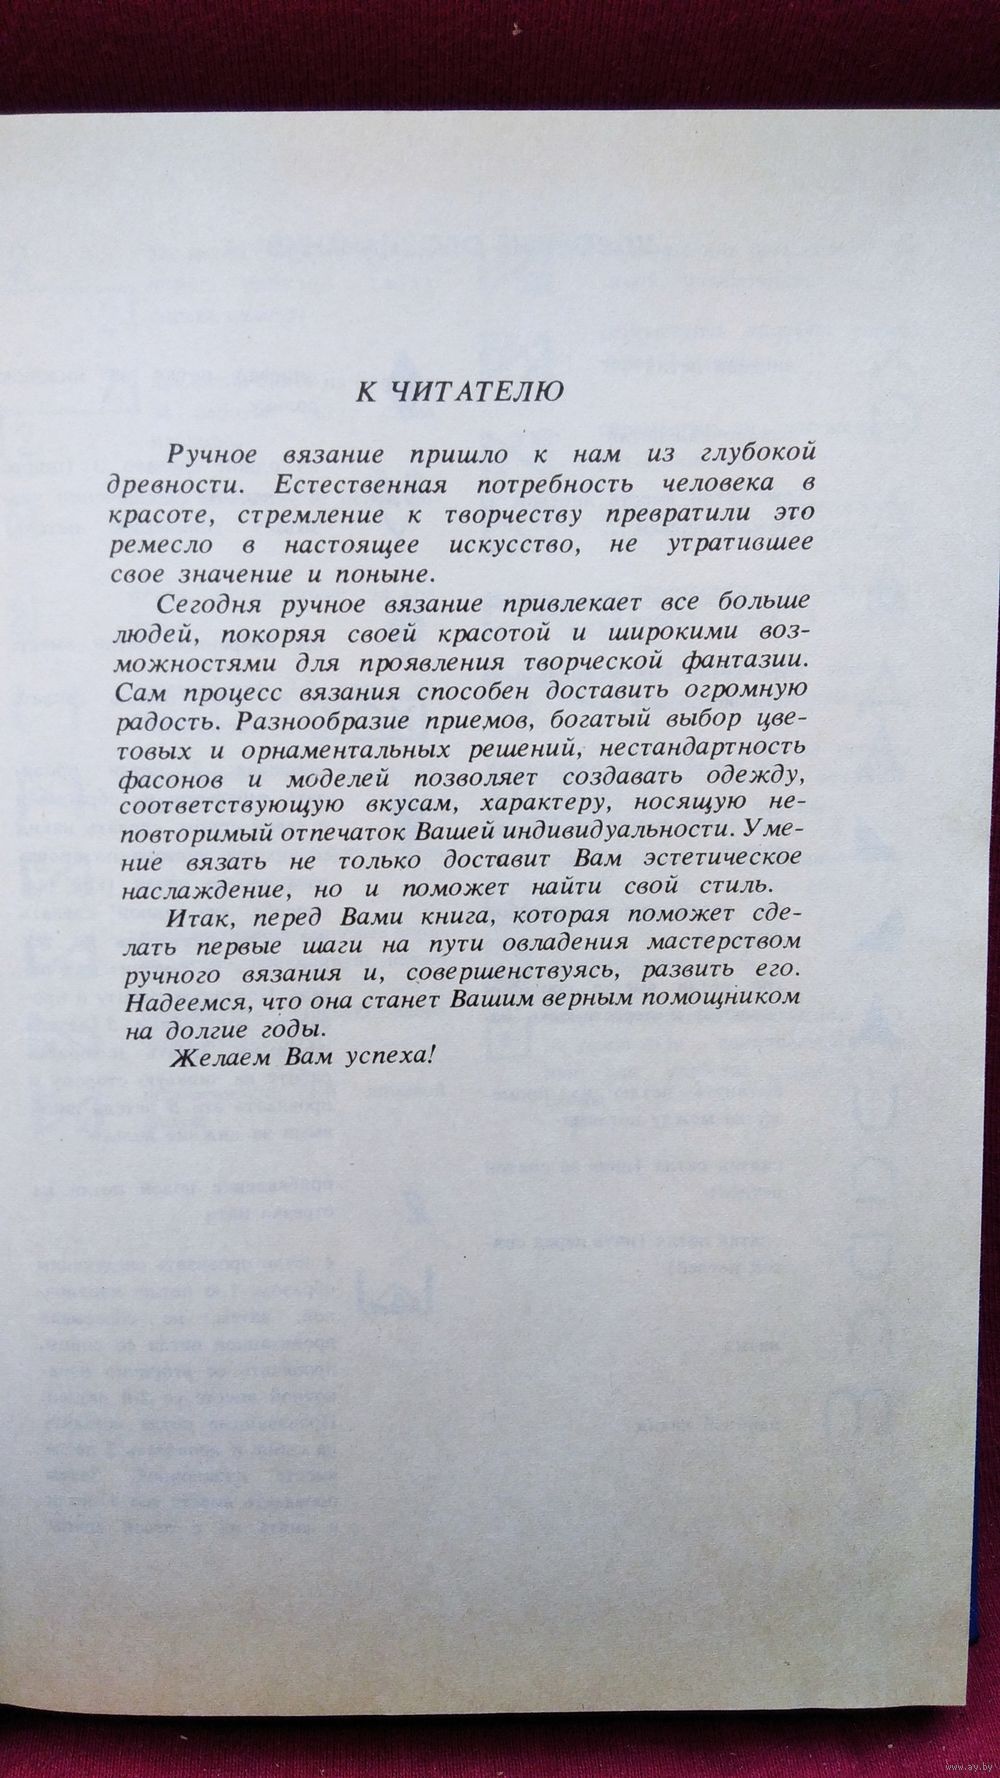 К ЧИТАТЕЛЮ
Ручное вязание пришло к нам из глубокой
древности. Естественная потребность человека в
красоте, стремление к творчеству превратили это
ремесло в настоящее искусство, не утратившее
свое значение и поныне.
Сегодня ручное вязание привлекает все больше
людей, покоряя своей красотой и широкими воз-
можностями для проявления творческой фантазии.
Сам процесс вязания способен доставить огромную
радость. Разнообразие приемов, богатый выбор цве-
товых и орнаментальных решений, нестандартность
фасонов и моделей позволяет создавать одежду,
соответствующую вкусам, характеру, носящую не-
повторимый отпечаток Вашей индивидуальности. Уме-
ние вязать не только доставит Вам эстетическое
наслаждение, но и поможет найти свой стиль.
Итак, перед Вами книга, которая поможет сде-
лать первые шаги на пути овладения мастерством
ручного вязания и, совершенствуясь, развить его.
Надеемся, что она станет Вашим верным помощником
на долгие годы.
Желаем Вам успеха!
www.ay.by